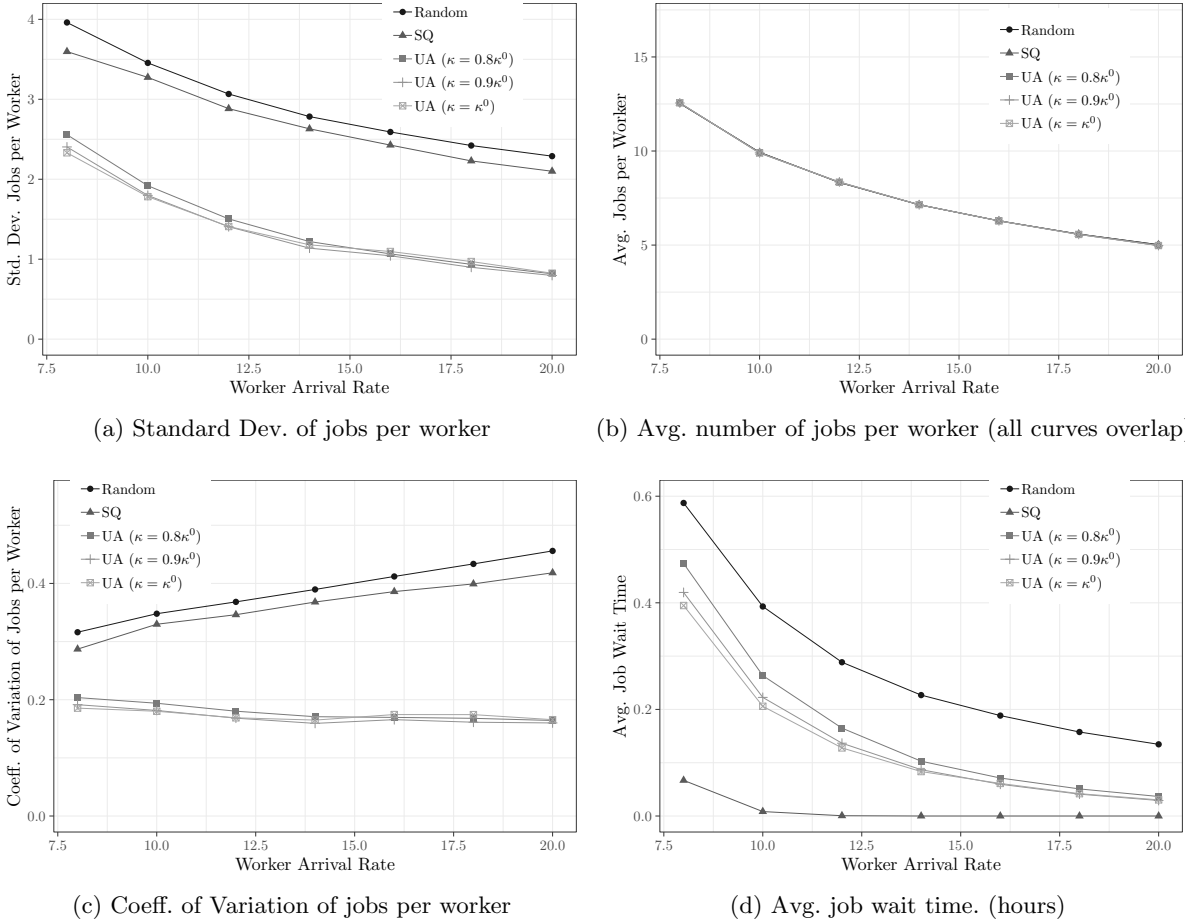 Std. Dev. Jobs per Worker
4
3
2
1
0
Random
SQ
UA (κ = 0.8κ⁰)
UA (κ = 0.9κ⁰)
UA (κ = κ⁰)
7.5 10.0 12.5 15.0 17.5 20.0
Worker Arrival Rate
(a) Standard Dev. of jobs per worker
Avg. Jobs per Worker
15
10
5
0
Random
SQ
UA (κ = 0.8κ⁰)
UA (κ = 0.9κ⁰)
UA (κ = κ⁰)
7.5 10.0 12.5 15.0 17.5 20.0
Worker Arrival Rate
(b) Avg. number of jobs per worker (all curves overlap)
Coeff. of Variation of Jobs per Worker
0.4
0.2
0.0
Random
SQ
UA (κ = 0.8κ⁰)
UA (κ = 0.9κ⁰)
UA (κ = κ⁰)
7.5 10.0 12.5 15.0 17.5 20.0
Worker Arrival Rate
(c) Coeff. of Variation of jobs per worker
Avg. Job Wait Time
0.6
0.4
0.2
0.0
Random
SQ
UA (κ = 0.8κ⁰)
UA (κ = 0.9κ⁰)
UA (κ = κ⁰)
7.5 10.0 12.5 15.0 17.5 20.0
Worker Arrival Rate
(d) Avg. job wait time. (hours)